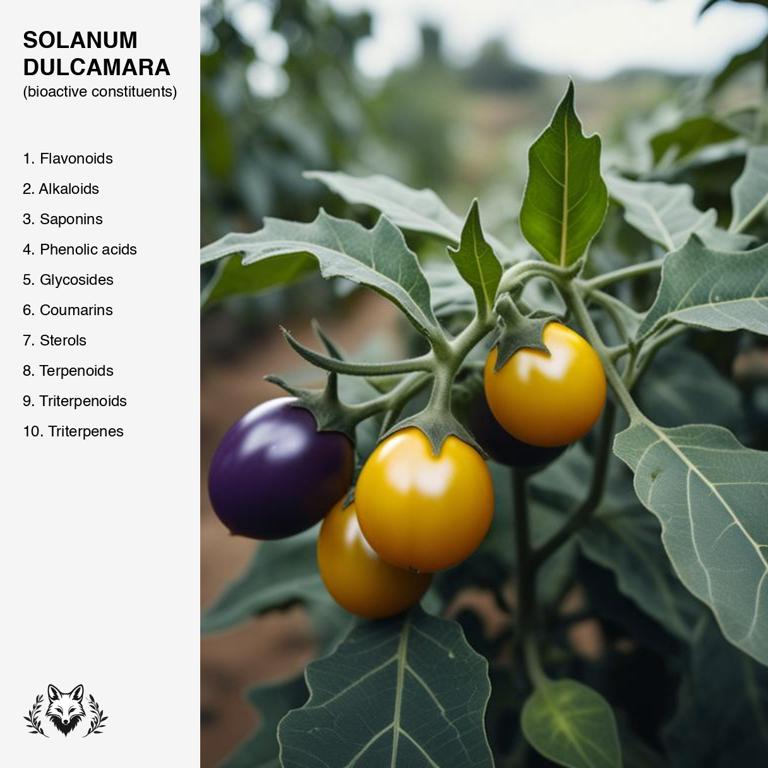 SOLANUM
DULCAMARA
(bioactive constituents)
1. Flavonoids
2. Alkaloids
3. Saponins
4. Phenolic acids
5. Glycosides
6. Coumarins
7. Sterols
8. Terpenoids
9. Triterpenoids
10. Triterpenes